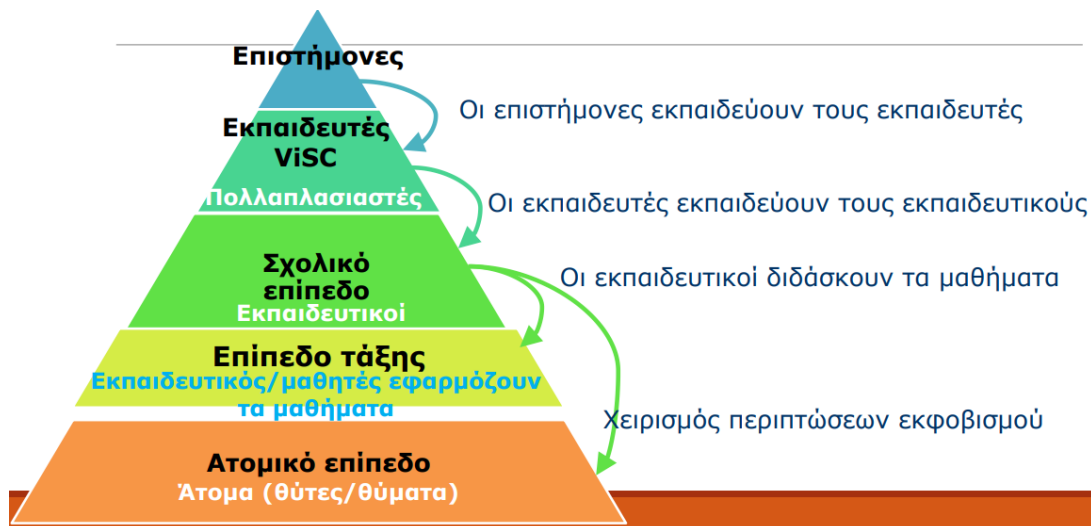 Επιστήμονες
Οι επιστήμονες εκπαιδεύουν τους εκπαιδευτές
Εκπαιδευτές
ViSC
Πολλαπλασιαστές
Οι εκπαιδευτές εκπαιδεύουν τους εκπαιδευτικούς
Σχολικό
επίπεδο
Εκπαιδευτικοί
Οι εκπαιδευτικοί διδάσκουν τα μαθήματα
Επίπεδο τάξης
Εκπαιδευτικός/μαθητές εφαρμόζουν
τα μαθήματα
Χειρισμός περιπτώσεων εκφοβισμού
Ατομικό επίπεδο
Άτομα (θύτες/θύματα)